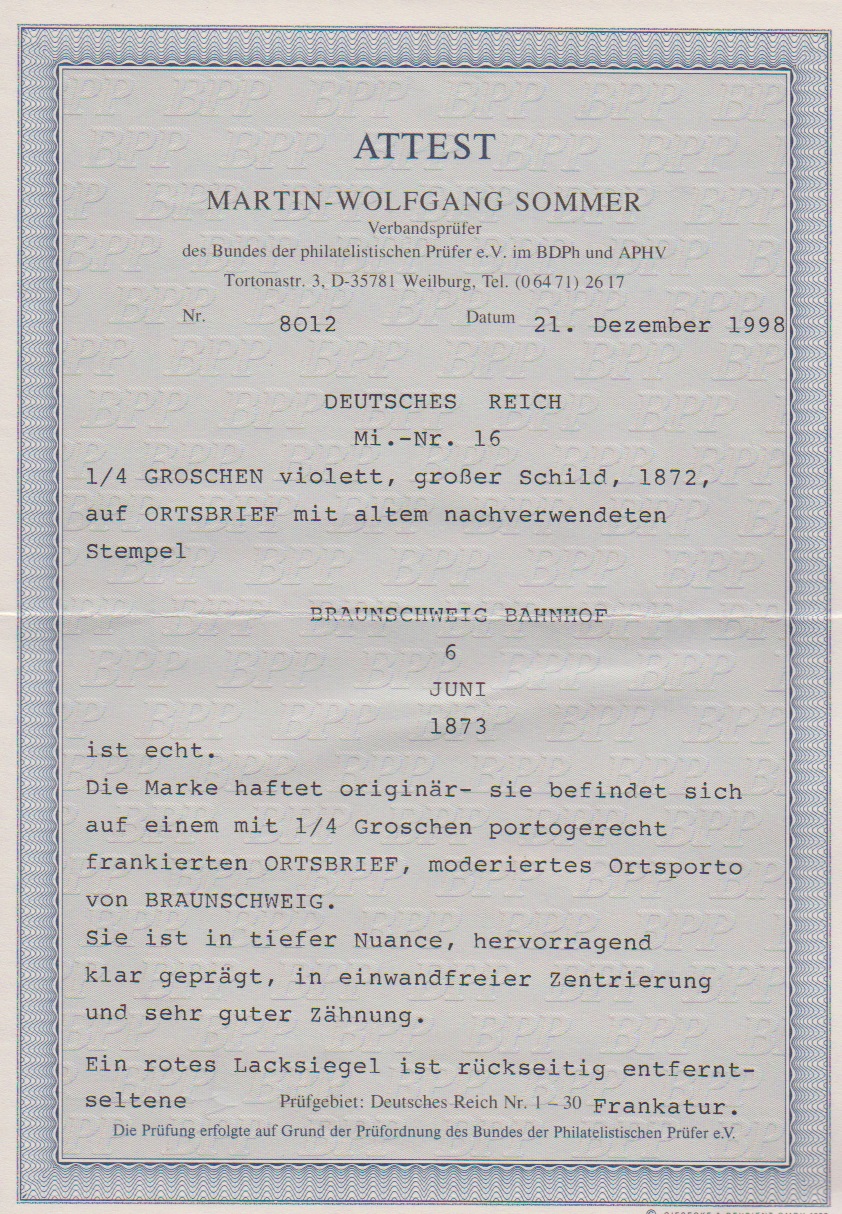 ATTEST
MARTIN-WOLFGANG SOMMER
Verbandsprüfer
des Bundes der philatelistischen Prüfer e.V. im BDPh und APHV
Tortonastr. 3, D-35781 Weilburg, Tel. (0 64 71) 26 17
Nr. 8012 Datum 21. Dezember 1998
DEUTSCHES REICH
Mi.-Nr. 16
1/4 GROSCHEN violett, großer Schild, 1872,
auf ORTSBRIEF mit altem nachverwendeten
Stempel
BRAUNSCHWEIG BAHNHOF
6
JUNI
1873
ist echt.
Die Marke haftet originär- sie befindet sich
auf einem mit 1/4 Groschen portogerecht
frankierten ORTSBRIEF, moderiertes Ortsporto
von BRAUNSCHWEIG.
Sie ist in tiefer Nuance, hervorragend
klar geprägt, in einwandfreier Zentrierung
und sehr guter Zähnung.
Ein rotes Lacksiegel ist rückseitig entfernt-
seltene Prüfgebiet: Deutsches Reich Nr. 1 – 30 Frankatur.
Die Prüfung erfolgte auf Grund der Prüfordnung des Bundes der Philatelistischen Prüfer e.V.